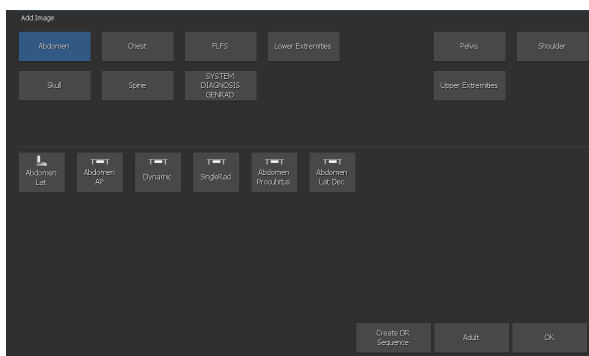 Add Image
Abdomen
Chest
FLFS
Lower Extremities
Pelvis
Shoulder
Skull
Spine
SYSTEM
DIAGNOSIS
GENRAD
Upper Extremities
Abdomen
Lat
Abdomen
AP
Dynamic
SingleRad
Abdomen
Procubitus
Abdomen
Lat Dec
Create DR
Sequence
Adult
OK